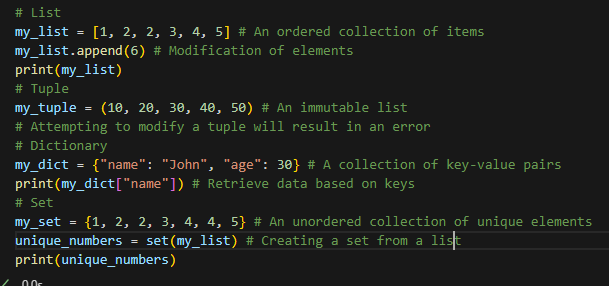 # List
my_list = [1, 2, 2, 3, 4, 5] # An ordered collection of items
my_list.append(6) # Modification of elements
print(my_list)
# Tuple
my_tuple = (10, 20, 30, 40, 50) # An immutable list
# Attempting to modify a tuple will result in an error
# Dictionary
my_dict = {"name": "John", "age": 30} # A collection of key-value pairs
print(my_dict["name"]) # Retrieve data based on keys
# Set
my_set = {1, 2, 2, 3, 4, 4, 5} # An unordered collection of unique elements
unique_numbers = set(my_list) # Creating a set from a list
print(unique_numbers)
0.0s